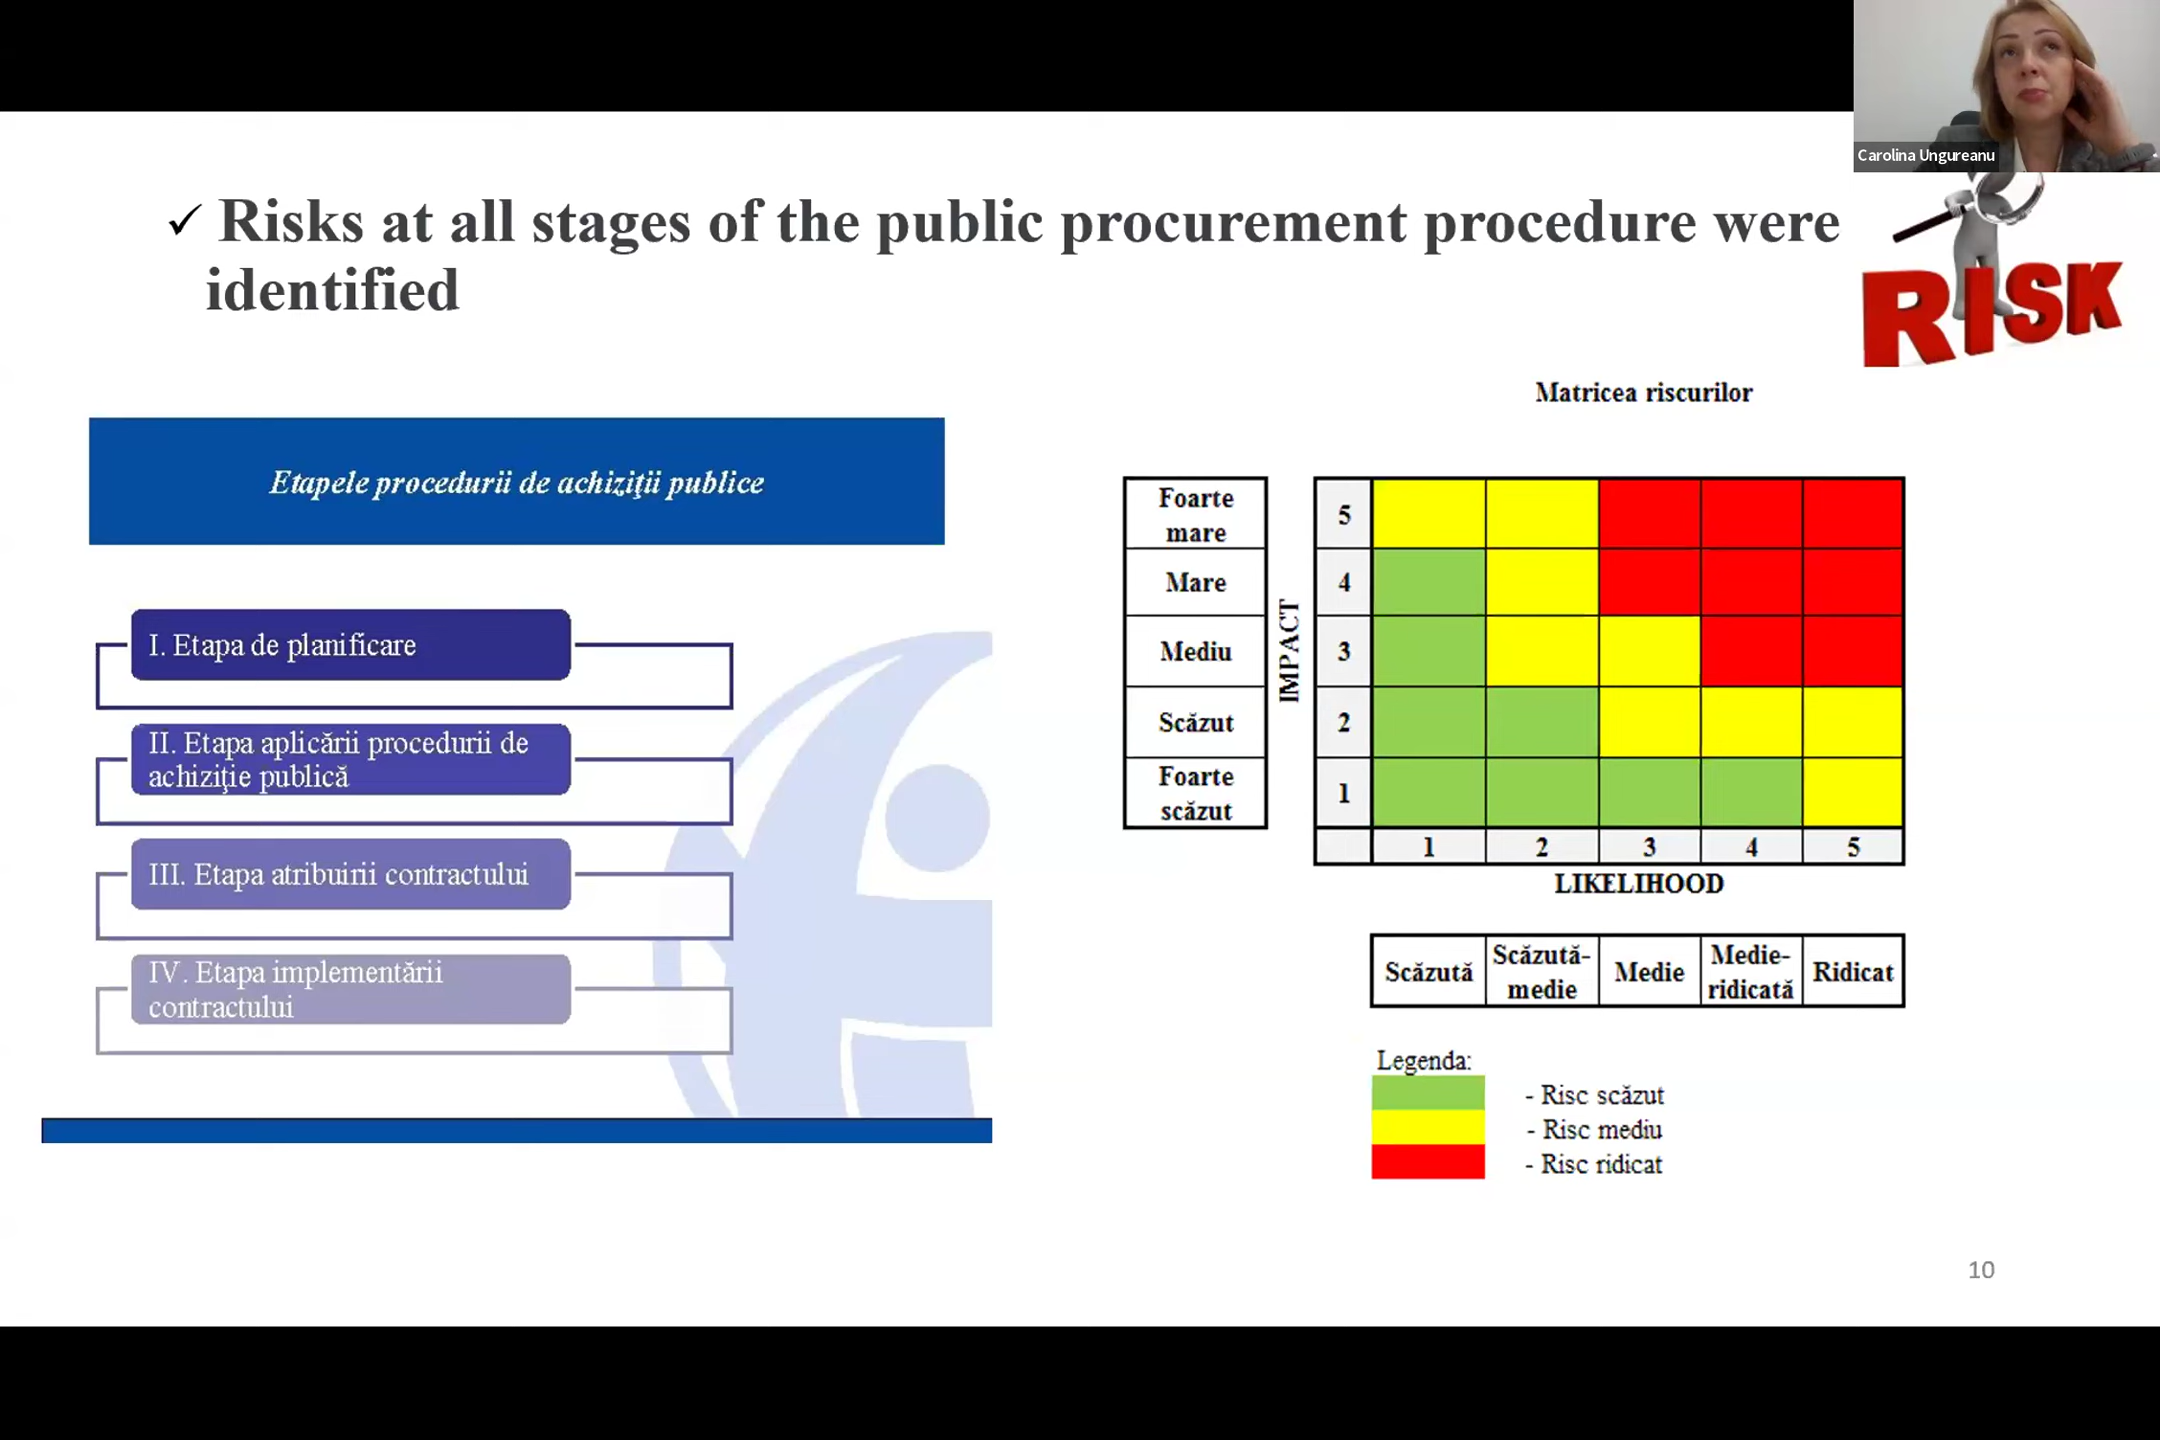 Carolina Ungureanu
✓ Risks at all stages of the public procurement procedure were
identified
RISK
Etapele procedurii de achiziţii publice
I. Etapa de planificare
II. Etapa aplicării procedurii de
achiziţie publică
III. Etapa atribuirii contractului
IV. Etapa implementării
contractului
Matricea riscurilor
Foarte
mare
Mare
Mediu
Scăzut
Foarte
scăzut
IMPACT
5
4
3
2
1
1 2 3 4 5
LIKELIHOOD
Scăzută
Scăzută-
medie
Medie
Medie-
ridicată
Ridicat
Legenda:
- Risc scăzut
- Risc mediu
- Risc ridicat
10